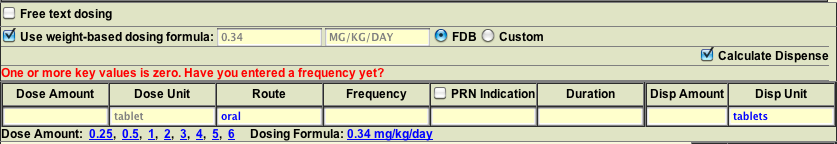 Free text dosing
Use weight-based dosing formula: 0.34 MG/KG/DAY FDB Custom
Calculate Dispense
One or more key values is zero. Have you entered a frequency yet?
Dose Amount Dose Unit Route Frequency PRN Indication Duration Disp Amount Disp Unit
tablet oral tablets
Dose Amount: 0.25, 0.5, 1, 2, 3, 4, 5, 6 Dosing Formula: 0.34 mg/kg/day